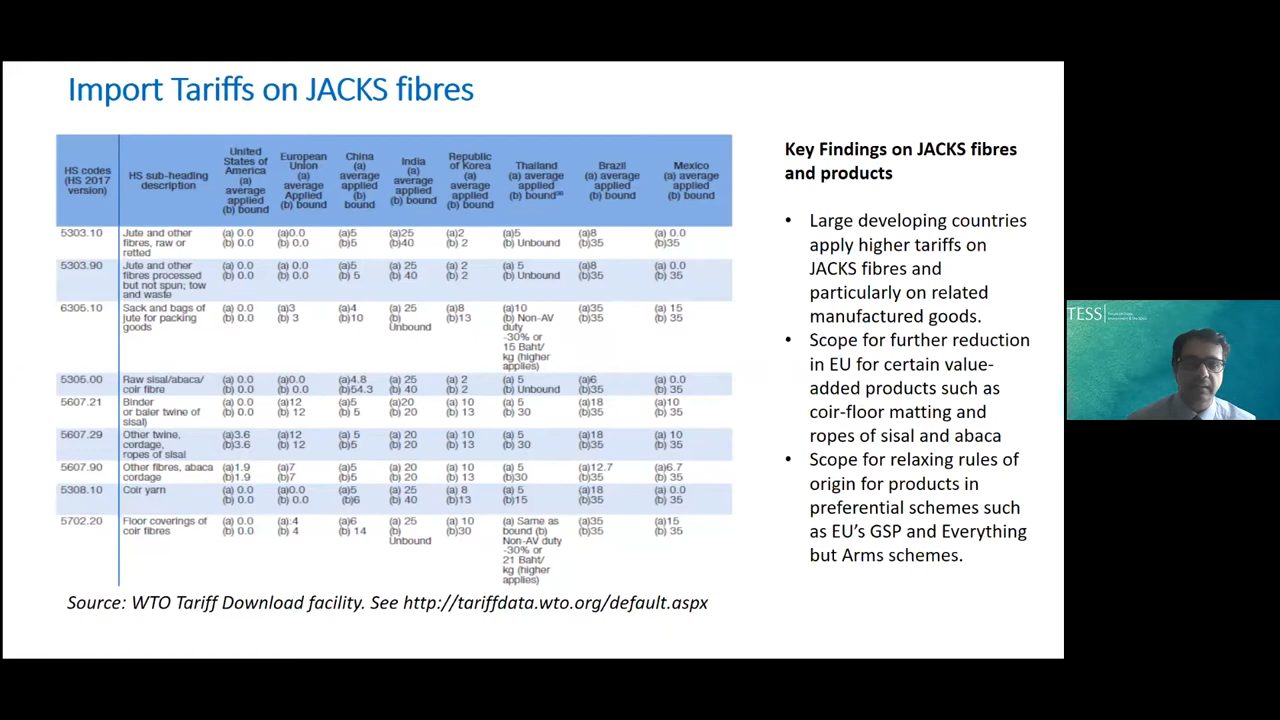 Import Tariffs on JACKS fibres
HS codes (HS 2017 version) HS sub-heading description United States of America (a) average applied (b) bound European Union (a) average Applied (b) bound China (a) average applied (b) bound India (a) average applied (b) bound Republic of Korea (a) average applied (b) bound Thailand (a) average applied (b) bound Brazil (a) average applied (b) bound Mexico (a) average applied (b) bound
5303.10 Jute and other fibres, raw or retted (a) 0.0 (b) 0.0 (a)0.0 (b) 0.0 (a)5 (b)5 (a)25 (b)40 (a)2 (b) 2 (a)5 (b) Unbound (a)8 (b)35 (a) 0.0 (b)35
5303.90 Jute and other fibres processed but not spun; tow and waste (a) 0.0 (b) 0.0 (a) 0.0 (b) 0.0 (a)5 (b) 5 (a) 25 (b) 40 (a) 2 (b) 2 (a) 5 (b) Unbound (a)8 (b)35 (a) 0.0 (b) 35
6305.10 Sack and bags of jute for packing goods (a) 0.0 (b) 0.0 (a)3 (b) 3 (a)4 (b)10 (a) 25 (b) Unbound (a)8 (b)13 (a)10 (b) Non-AV duty -30% or 15 Baht/ kg (higher applies) (a)35 (b)35 (a) 15 (b) 35
5305.00 Raw sisal/abaca/ coir fibre (a) 0.0 (b) 0.0 (a)0.0 (b) 0.0 (a)4.8 (b)54.3 (a) 25 (b) 40 (a) 2 (b) 2 (a) 5 (b) Unbound (a)6 (b)35 (a) 0.0 (b) 35
5607.21 Binder or baler twine of sisal) (a) 0.0 (b) 0.0 (a)12 (b) 12 (a)5 (b) 5 (a)20 (b) 20 (a) 10 (b) 13 (a) 5 (b) 30 (a)18 (b)35 (a)10 (b) 35
5607.29 Other twine, cordage, ropes of sisal (a)3.6 (b)3.6 (a)12 (b) 12 (a) 5 (b)5 (a) 20 (b) 20 (a) 10 (b) 13 (a) 5 (b) 30 (a)18 (b)35 (a) 10 (b) 35
5607.90 Other fibres, abaca cordage (a)1.9 (b)1.9 (a)7 (b)7 (a)5 (b)5 (a) 20 (b) 20 (a) 10 (b) 13 (a) 5 (b)30 (a)12.7 (b)35 (a)6.7 (b) 35
5308.10 Coir yarn (a) 0.0 (b) 0.0 (a)0.0 (b) 0.0 (a)5 (b)6 (a) 25 (b) 40 (a) 8 (b)13 (a) 5 (b)15 (a)18 (b)35 (a) 0.0 (b) 35
5702.20 Floor coverings of coir fibres (a) 0.0 (b) 0.0 (a):4 (b) 4 (a)6 (b) 14 (a) 25 (b) Unbound (a) 10 (b)30 (a) Same as bound (b) Non-AV duty -30% or 21 Baht/ kg (higher applies) (a)35 (b)35 (a)15 (b) 35
Source: WTO Tariff Download facility. See http://tariffdata.wto.org/default.aspx
Key Findings on JACKS fibres
and products
• Large developing countries
apply higher tariffs on
JACKS fibres and
particularly on related
manufactured goods.
• Scope for further reduction
in EU for certain value-
added products such as
coir-floor matting and
ropes of sisal and abaca
• Scope for relaxing rules of
origin for products in
preferential schemes such
as EU's GSP and Everything
but Arms schemes.
TESS